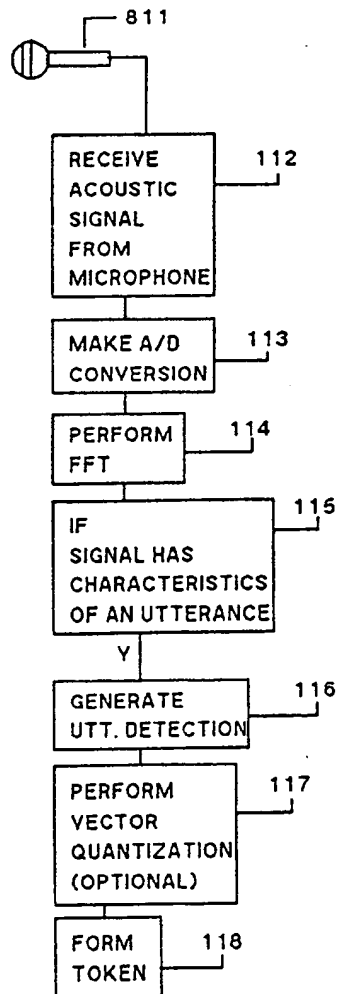 811
RECEIVE
ACOUSTIC
SIGNAL
FROM
MICROPHONE
112
MAKE A/D
CONVERSION
113
PERFORM
FFT
114
IF
SIGNAL HAS
CHARACTERISTICS
OF AN UTTERANCE
115
Y
GENERATE
UTT. DETECTION
116
PERFORM
VECTOR
QUANTIZATION
(OPTIONAL)
117
FORM
TOKEN
118